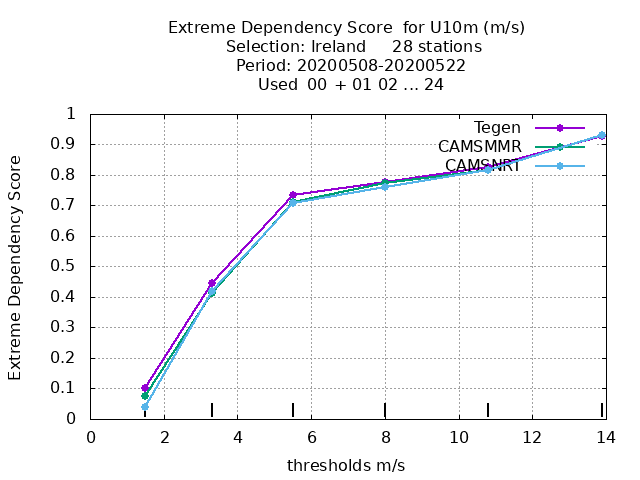 Extreme Dependency Score  for U10m (m/s)
Selection: Ireland     28 stations
Period: 20200508-20200522
Used  00 + 01 02 ... 24
Tegen
CAMSMMR
CAMSNRT
Extreme Dependency Score
1
0.9
0.8
0.7
0.6
0.5
0.4
0.3
0.2
0.1
0
0 2 4 6 8 10 12 14
thresholds m/s